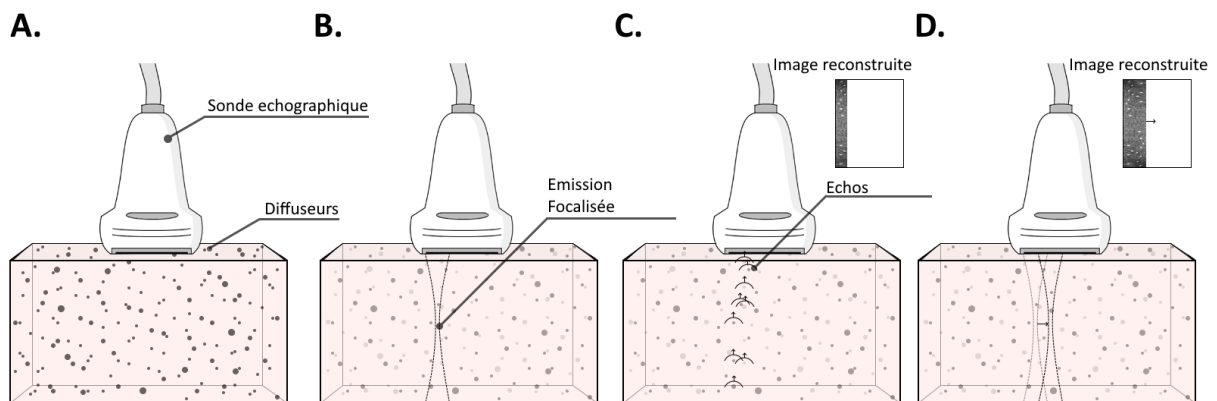 A.
B.
C.
D.
Image reconstruite
Image reconstruite
Sonde echographique
Emission
Focalisée
Echos
Diffuseurs